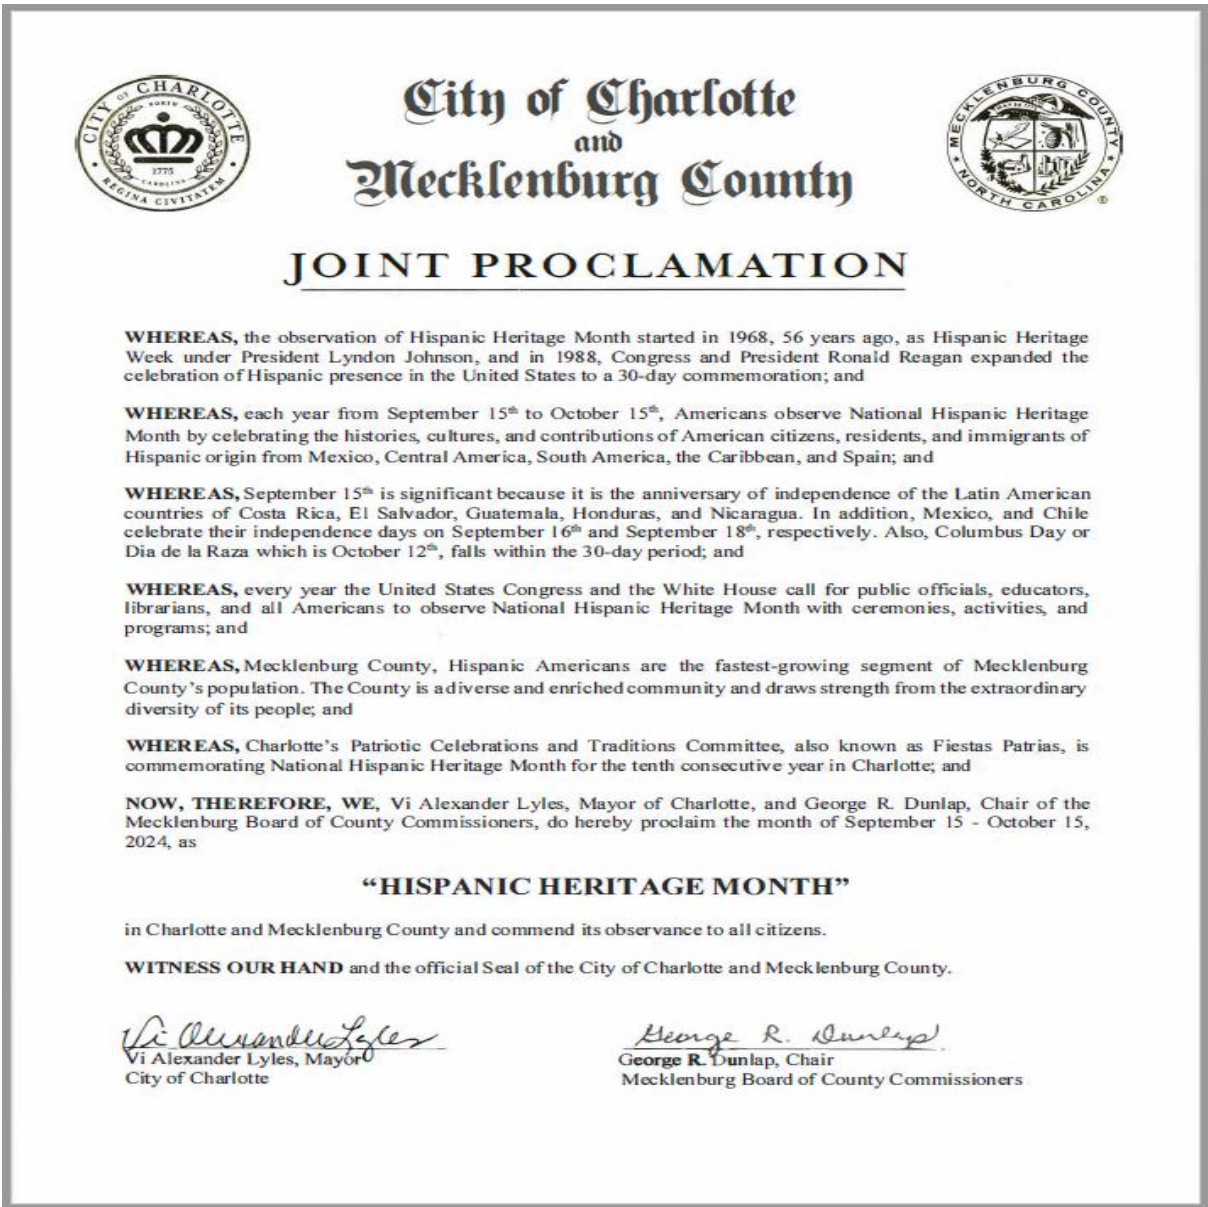 CITY OF CHARLOTTE
NORTH
1775
CAROLINA
REGINA CIVITATEM
City of Charlotte
and
Mecklenburg County
MECKLENBURG COUNTY
NORTH CAROLINA
®
JOINT PROCLAMATION
WHEREAS, the observation of Hispanic Heritage Month started in 1968, 56 years ago, as Hispanic Heritage
Week under President Lyndon Johnson, and in 1988, Congress and President Ronald Reagan expanded the
celebration of Hispanic presence in the United States to a 30-day commemoration; and
WHEREAS, each year from September 15th to October 15th, Americans observe National Hispanic Heritage
Month by celebrating the histories, cultures, and contributions of American citizens, residents, and immigrants of
Hispanic origin from Mexico, Central America, South America, the Caribbean, and Spain; and
WHEREAS, September 15th is significant because it is the anniversary of independence of the Latin American
countries of Costa Rica, El Salvador, Guatemala, Honduras, and Nicaragua. In addition, Mexico, and Chile
celebrate their independence days on September 16th and September 18th, respectively. Also, Columbus Day or
Dia de la Raza which is October 12th, falls within the 30-day period; and
WHEREAS, every year the United States Congress and the White House call for public officials, educators,
librarians, and all Americans to observe National Hispanic Heritage Month with ceremonies, activities, and
programs; and
WHEREAS, Mecklenburg County, Hispanic Americans are the fastest-growing segment of Mecklenburg
County's population. The County is a diverse and enriched community and draws strength from the extraordinary
diversity of its people; and
WHEREAS, Charlotte's Patriotic Celebrations and Traditions Committee, also known as Fiestas Patrias, is
commemorating National Hispanic Heritage Month for the tenth consecutive year in Charlotte; and
NOW, THEREFORE, WE, Vi Alexander Lyles, Mayor of Charlotte, and George R. Dunlap, Chair of the
Mecklenburg Board of County Commissioners, do hereby proclaim the month of September 15 - October 15,
2024, as
"HISPANIC HERITAGE MONTH"
in Charlotte and Mecklenburg County and commend its observance to all citizens.
WITNESS OUR HAND and the official Seal of the City of Charlotte and Mecklenburg County.
Vi Alexander Lyles
Vi Alexander Lyles, Mayor
City of Charlotte
George R. Dunlap
George R. Dunlap, Chair
Mecklenburg Board of County Commissioners